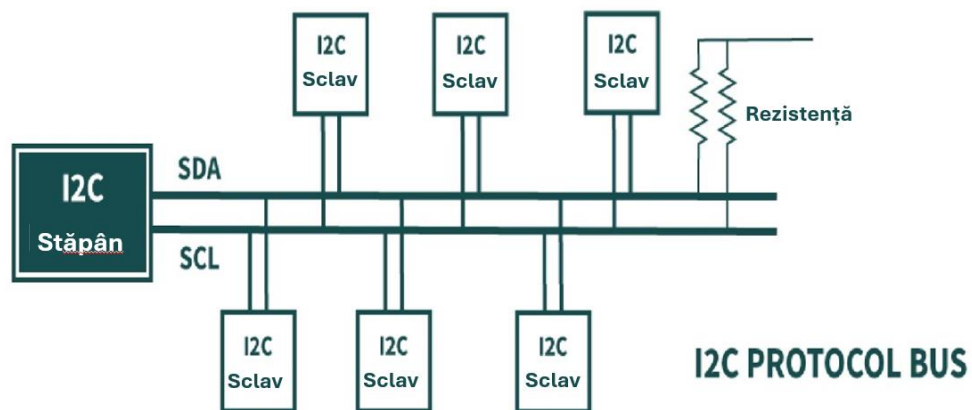 I2C
Sclav
I2C
Sclav
I2C
Sclav
Rezistență
SDA
I2C
Stăpân
SCL
I2C
Sclav
I2C
Sclav
I2C
Sclav
I2C PROTOCOL BUS